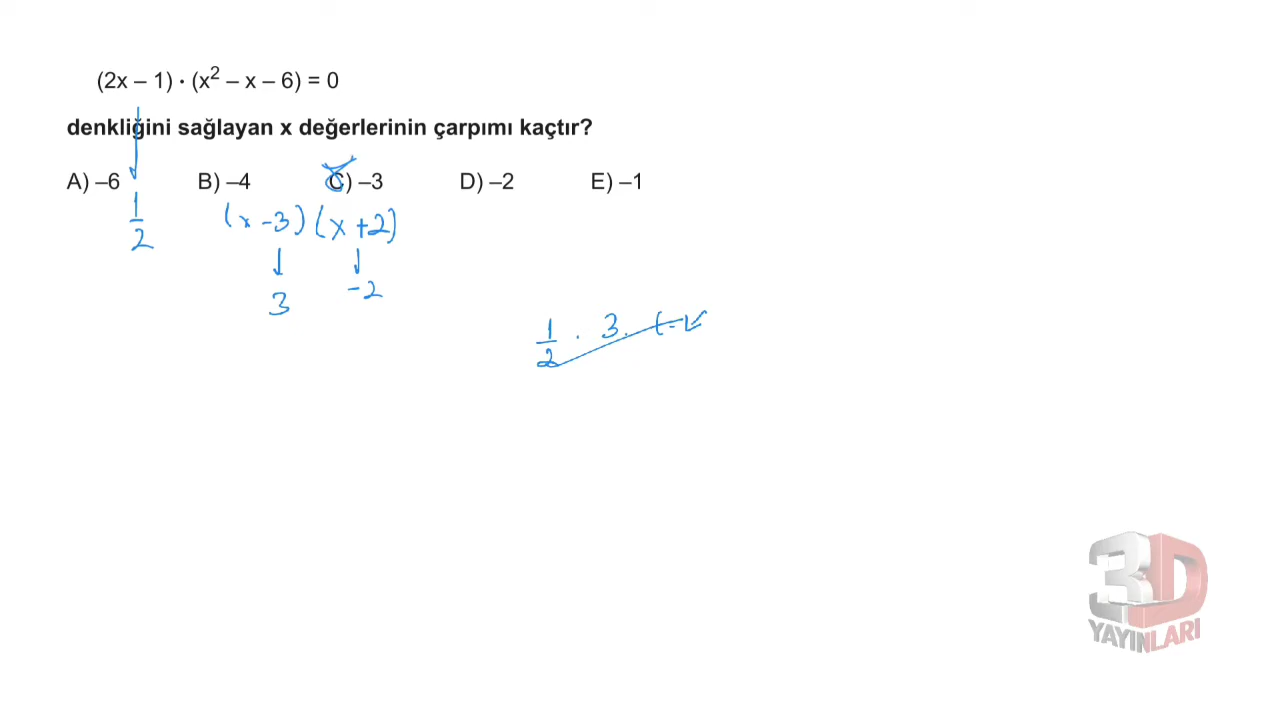 (2x – 1) · (x² – x – 6) = 0
denkliğini sağlayan x değerlerinin çarpımı kaçtır?
A) –6 B) –4 C) –3 D) –2 E) –1
1/2
(x -3) (x +2)
3 -2
1/2 . 3. (-2)
3D
YAYINLARI